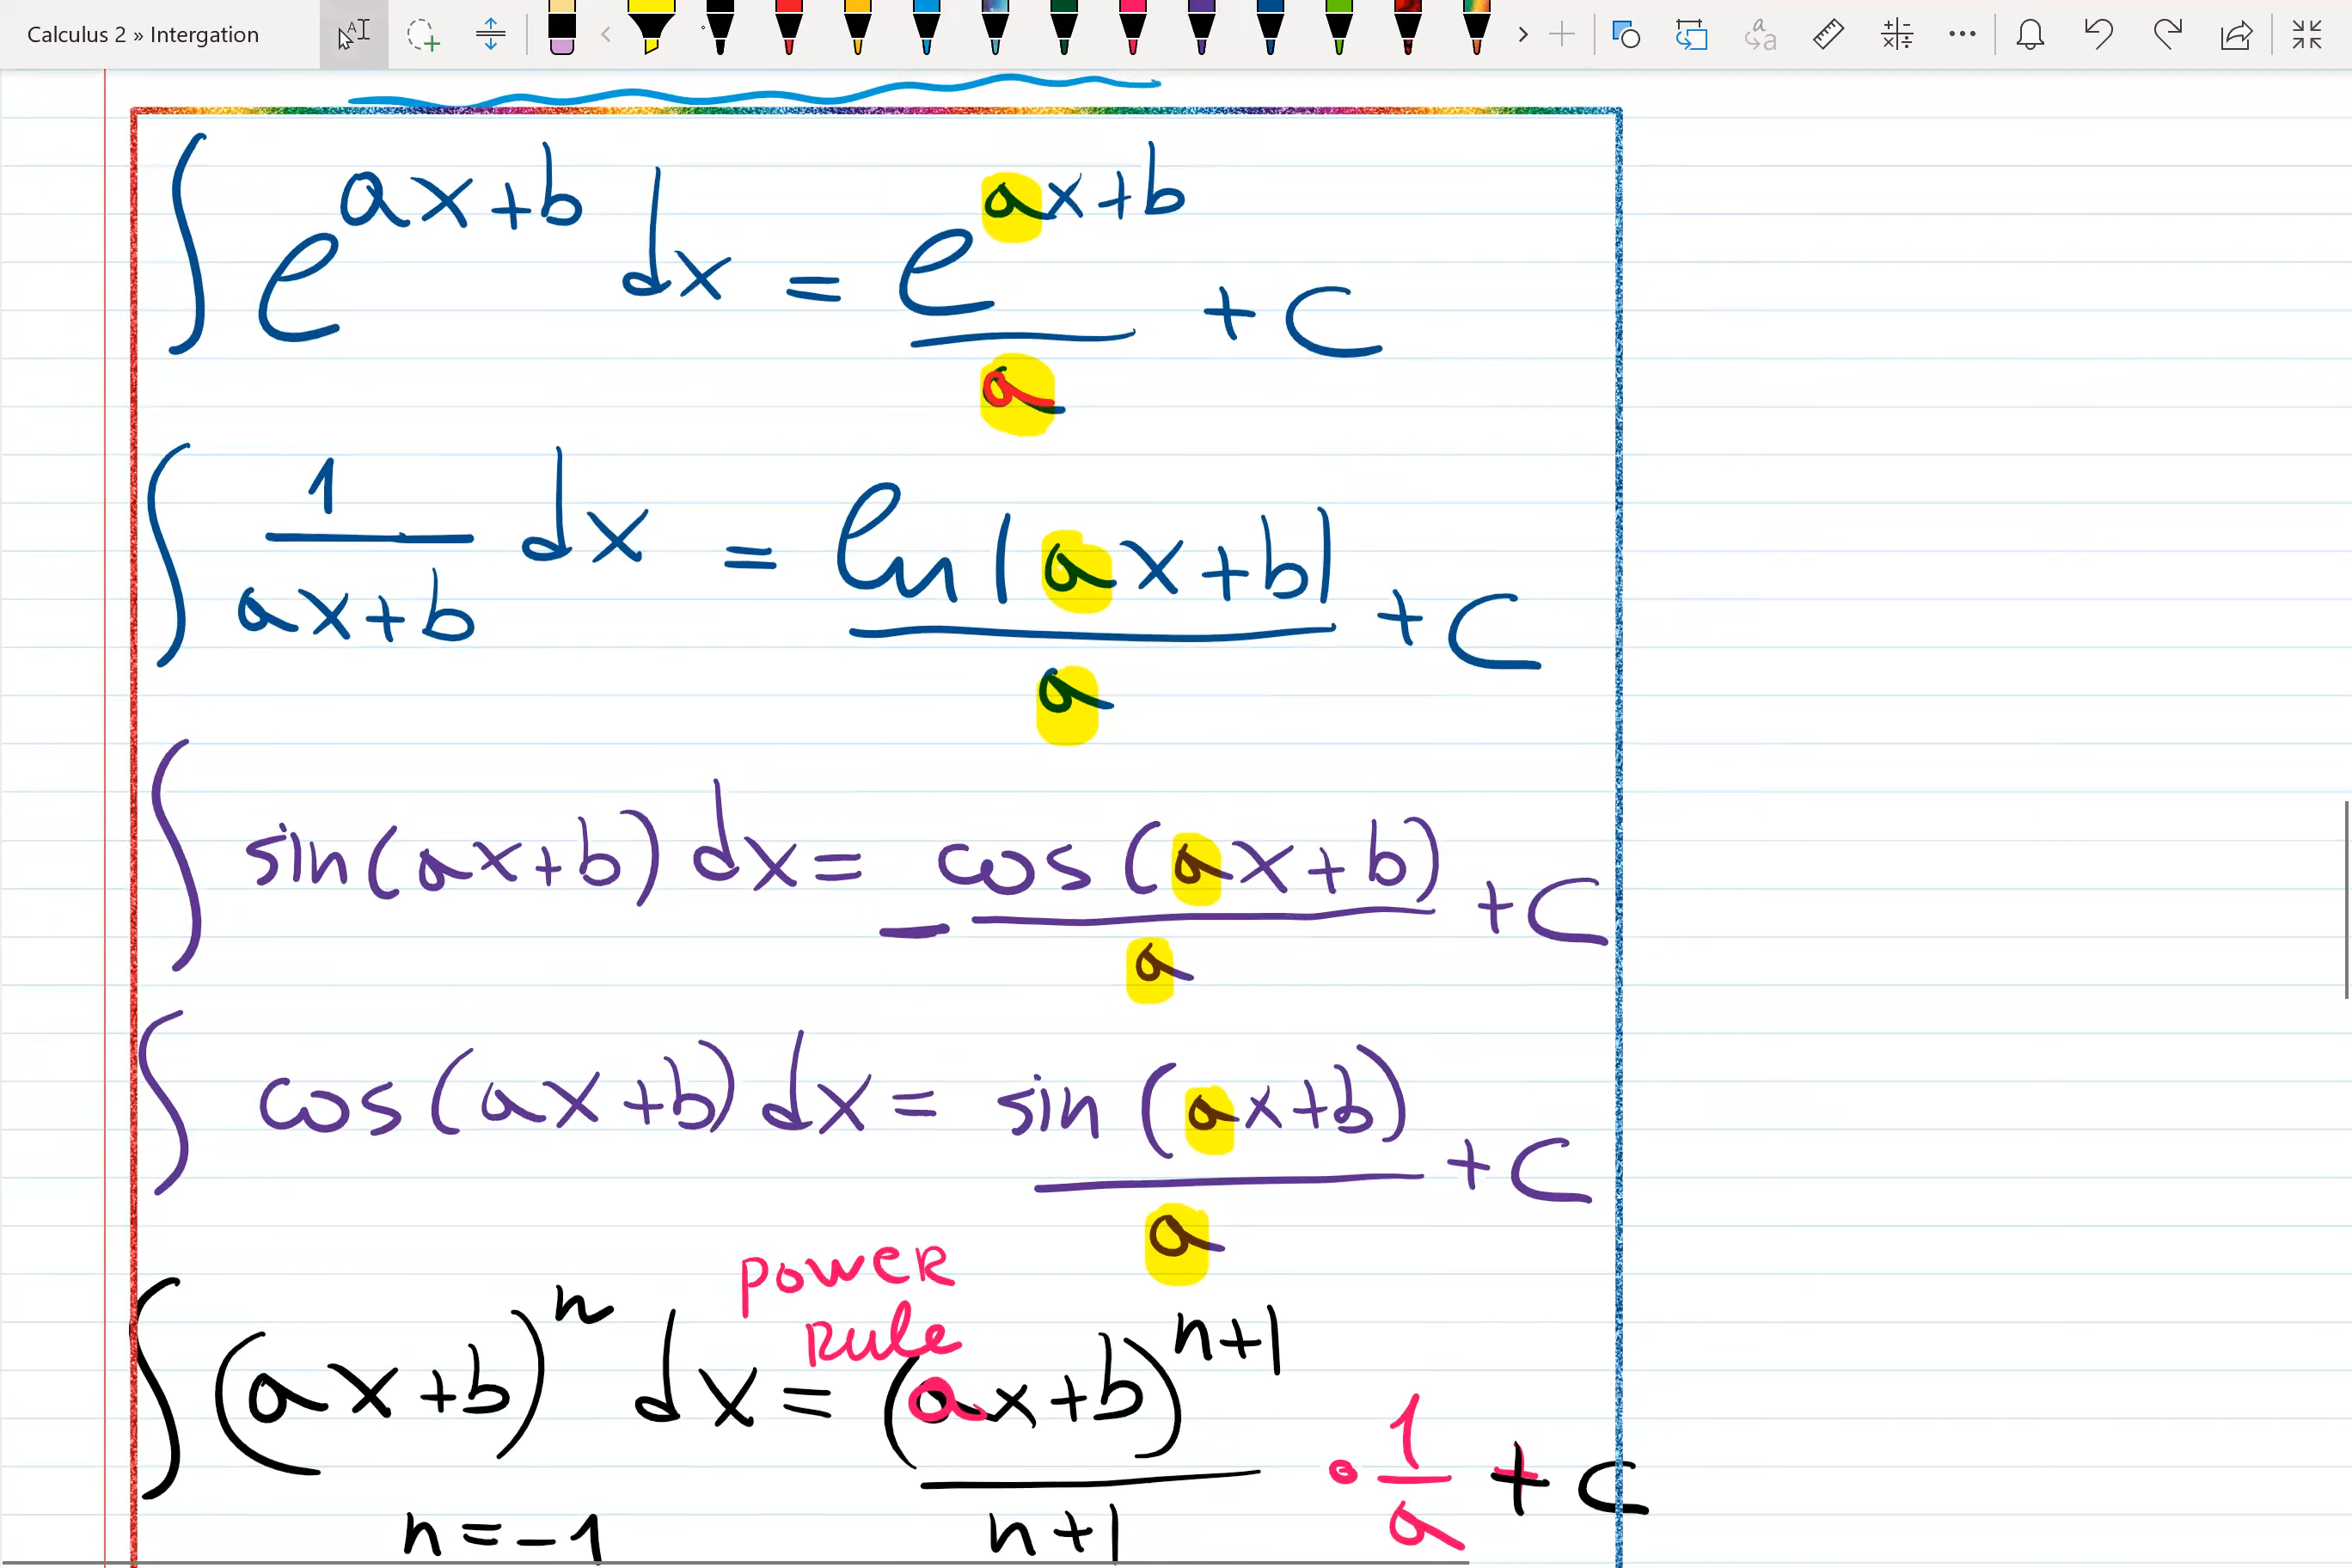 Calculus 2 » Intergation
∫ e^(ax+b) dx = e^(ax+b)/a + C
∫ 1/(ax+b) dx = ln|ax+b|/a + C
∫ sin(ax+b) dx = - cos(ax+b)/a + C
∫ cos(ax+b) dx = sin(ax+b)/a + C
Power
Rule
∫ (ax+b)^n dx = (ax+b)^(n+1)/(n+1) · 1/a + C
n = -1